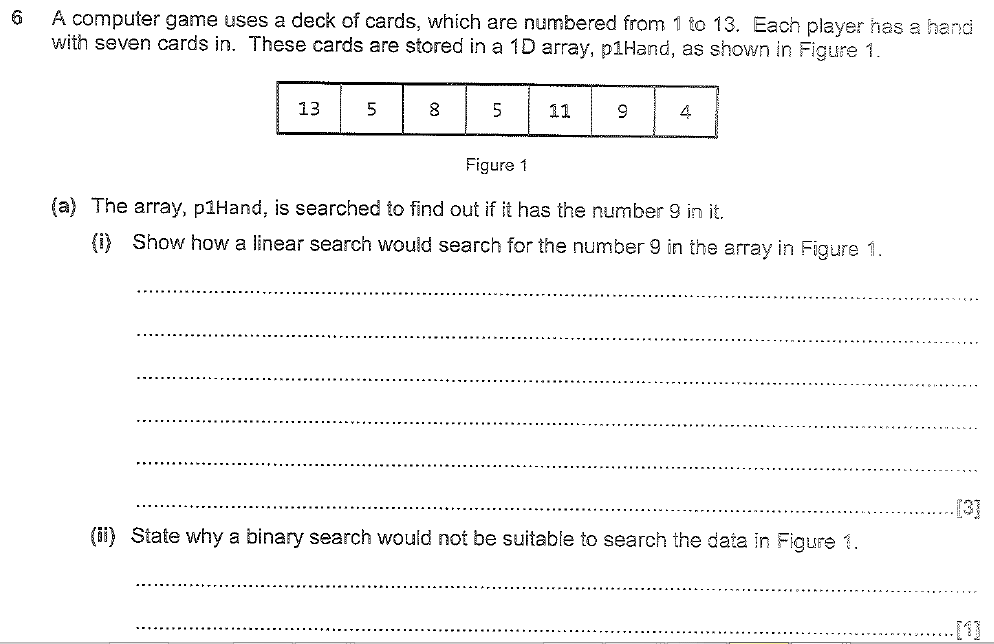 6 A computer game uses a deck of cards, which are numbered from 1 to 13. Each player has a hand
with seven cards in. These cards are stored in a 1D array, p1Hand, as shown in Figure 1.
13 5 8 5 11 9 4
Figure 1
(a) The array, p1Hand, is searched to find out if it has the number 9 in it.
(i) Show how a linear search would search for the number 9 in the array in Figure 1.
[3]
(ii) State why a binary search would not be suitable to search the data in Figure 1.
[1]